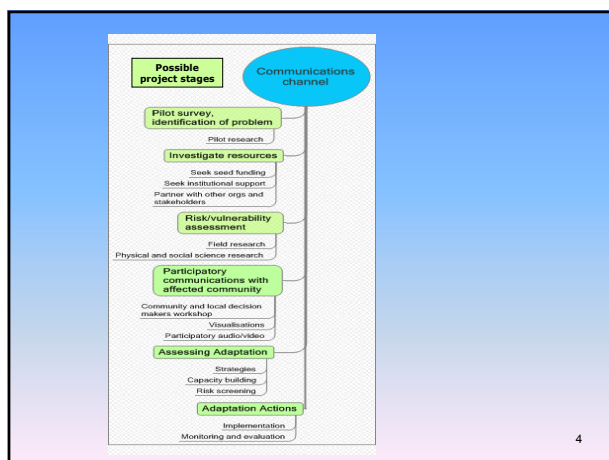 Possible
project stages
Communications
channel
Pilot survey,
identification of problem
Pilot research
Investigate resources
Seek seed funding
Seek institutional support
Partner with other orgs and
stakeholders
Risk/vulnerability
assessment
Field research
Physical and social science research
Participatory
communications with
affected community
Community and local decision
makers workshop
Visualisations
Participatory audio/video
Assessing Adaptation
Strategies
Capacity building
Risk screening
Adaptation Actions
Implementation
Monitoring and evaluation
4